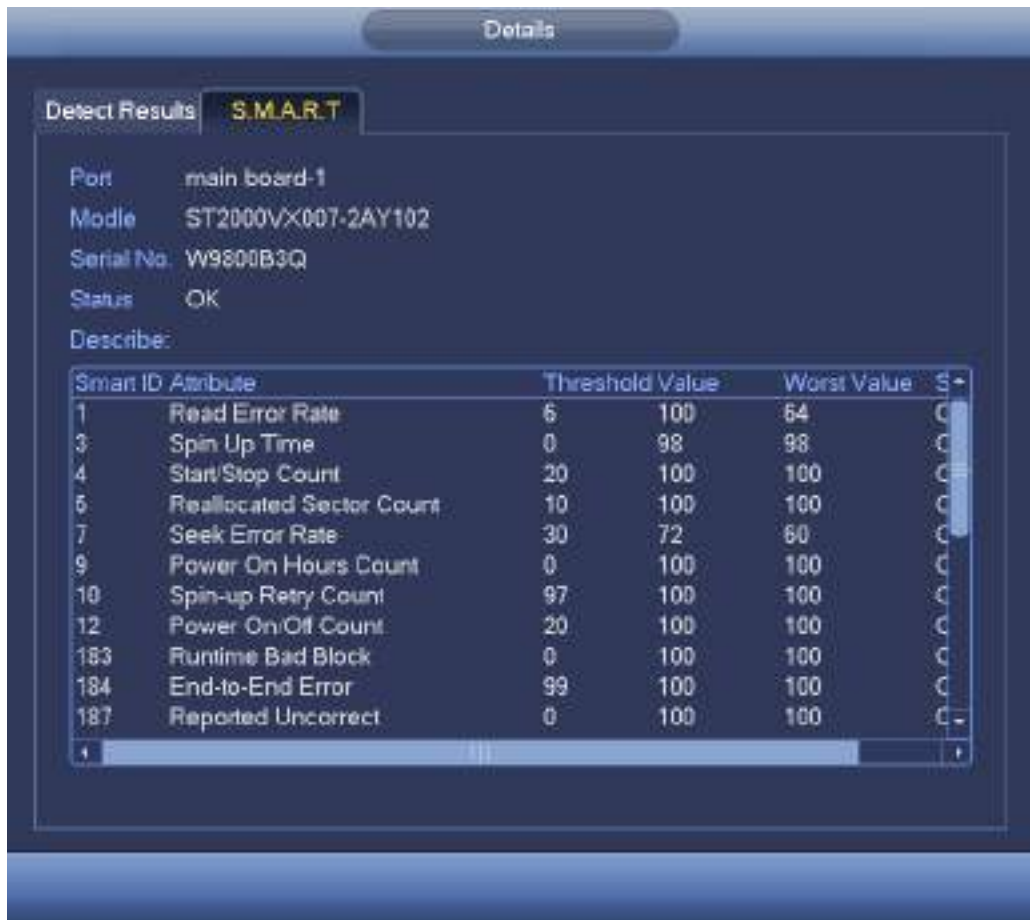 Details
Detect Results S.M.A.R.T
Port main board-1
Modle ST2000VX007-2AY102
Serial No. W9800B3Q
Status OK
Describe:
Smart ID Attribute Threshold Value Worst Value S
1 Read Error Rate 6 100 64 C
3 Spin Up Time 0 98 98 C
4 Start/Stop Count 20 100 100 C
5 Reallocated Sector Count 10 100 100 C
7 Seek Error Rate 30 72 60 C
9 Power On Hours Count 0 100 100 C
10 Spin-up Retry Count 97 100 100 C
12 Power On/Off Count 20 100 100 C
183 Runtime Bad Block 0 100 100 C
184 End-to-End Error 99 100 100 C
187 Reported Uncorrect 0 100 100 C